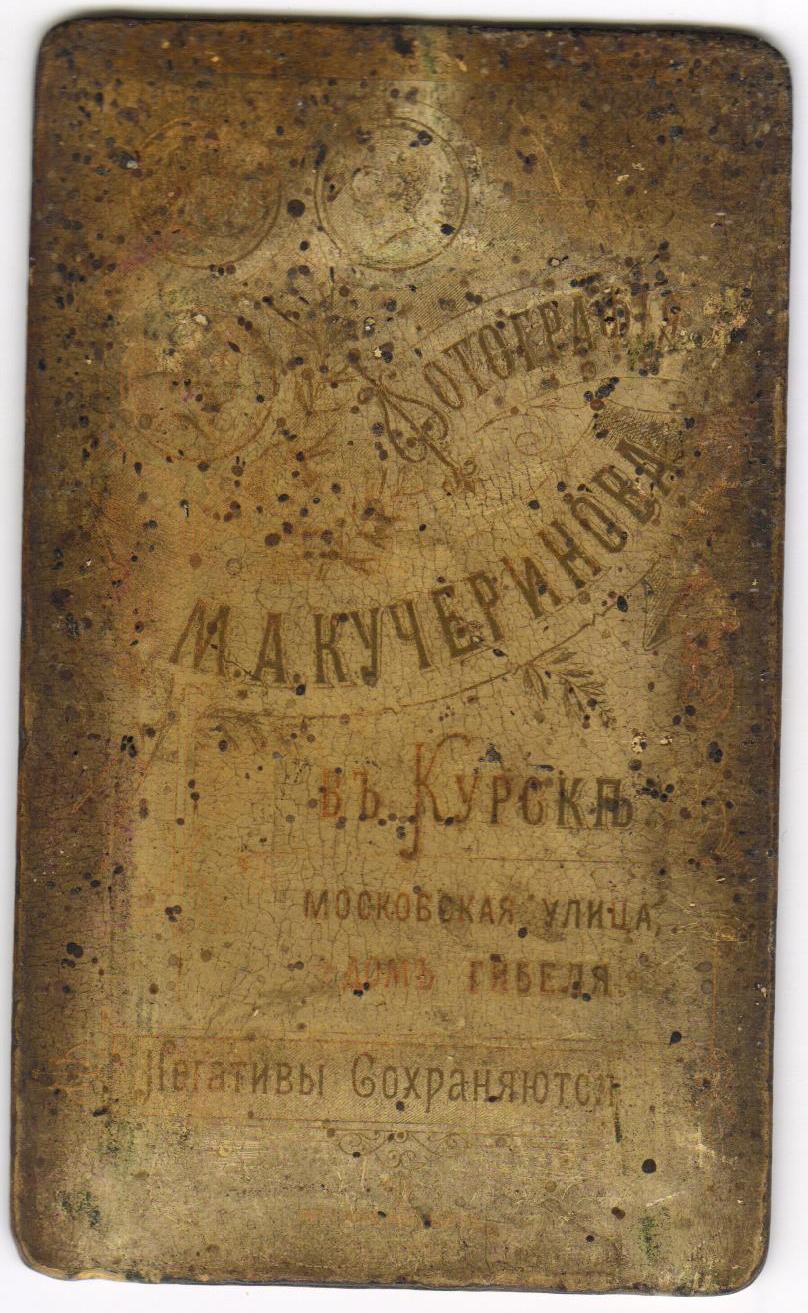 Фотографія
М.А.КУЧЕРИНОВА
ВЪ КУРСКѢ
МОСКОВСКАЯ УЛИЦА,
ДОМЪ ГИБЕЛЯ
Негативы Сохраняются